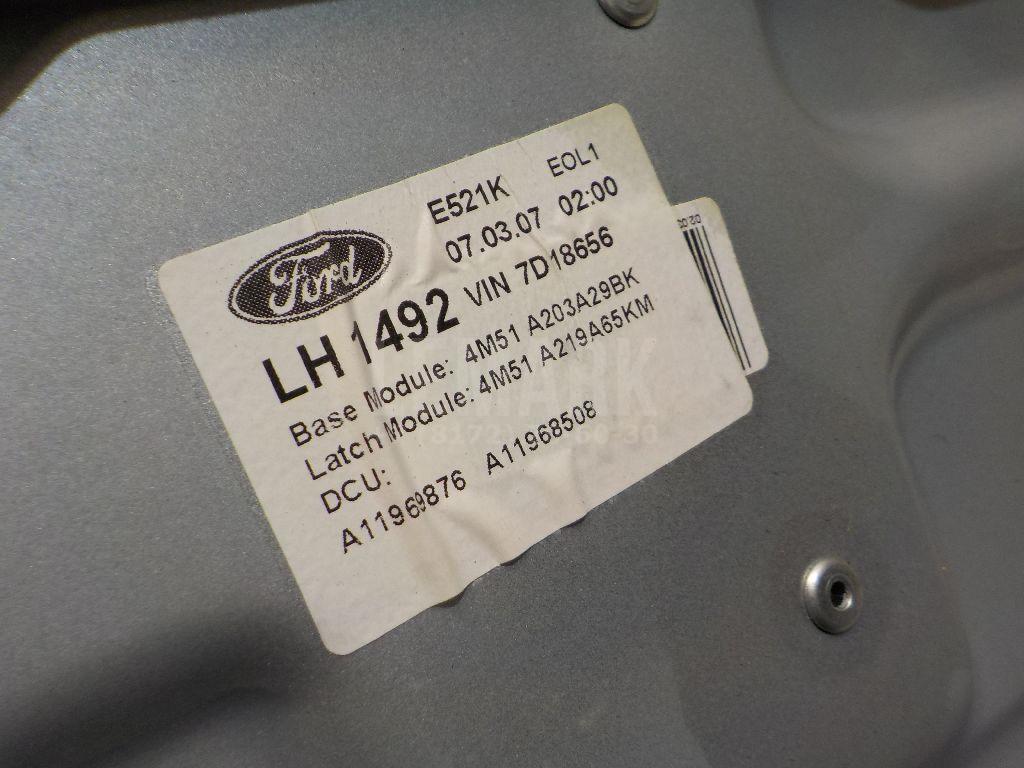 Ford
E521K EOL1
07.03.07 02:00
LH 1492 VIN 7D18656
Base Module: 4M51 A203A29BK
Latch Module: 4M51 A219A65KM
DCU:
A11969876 A11968508